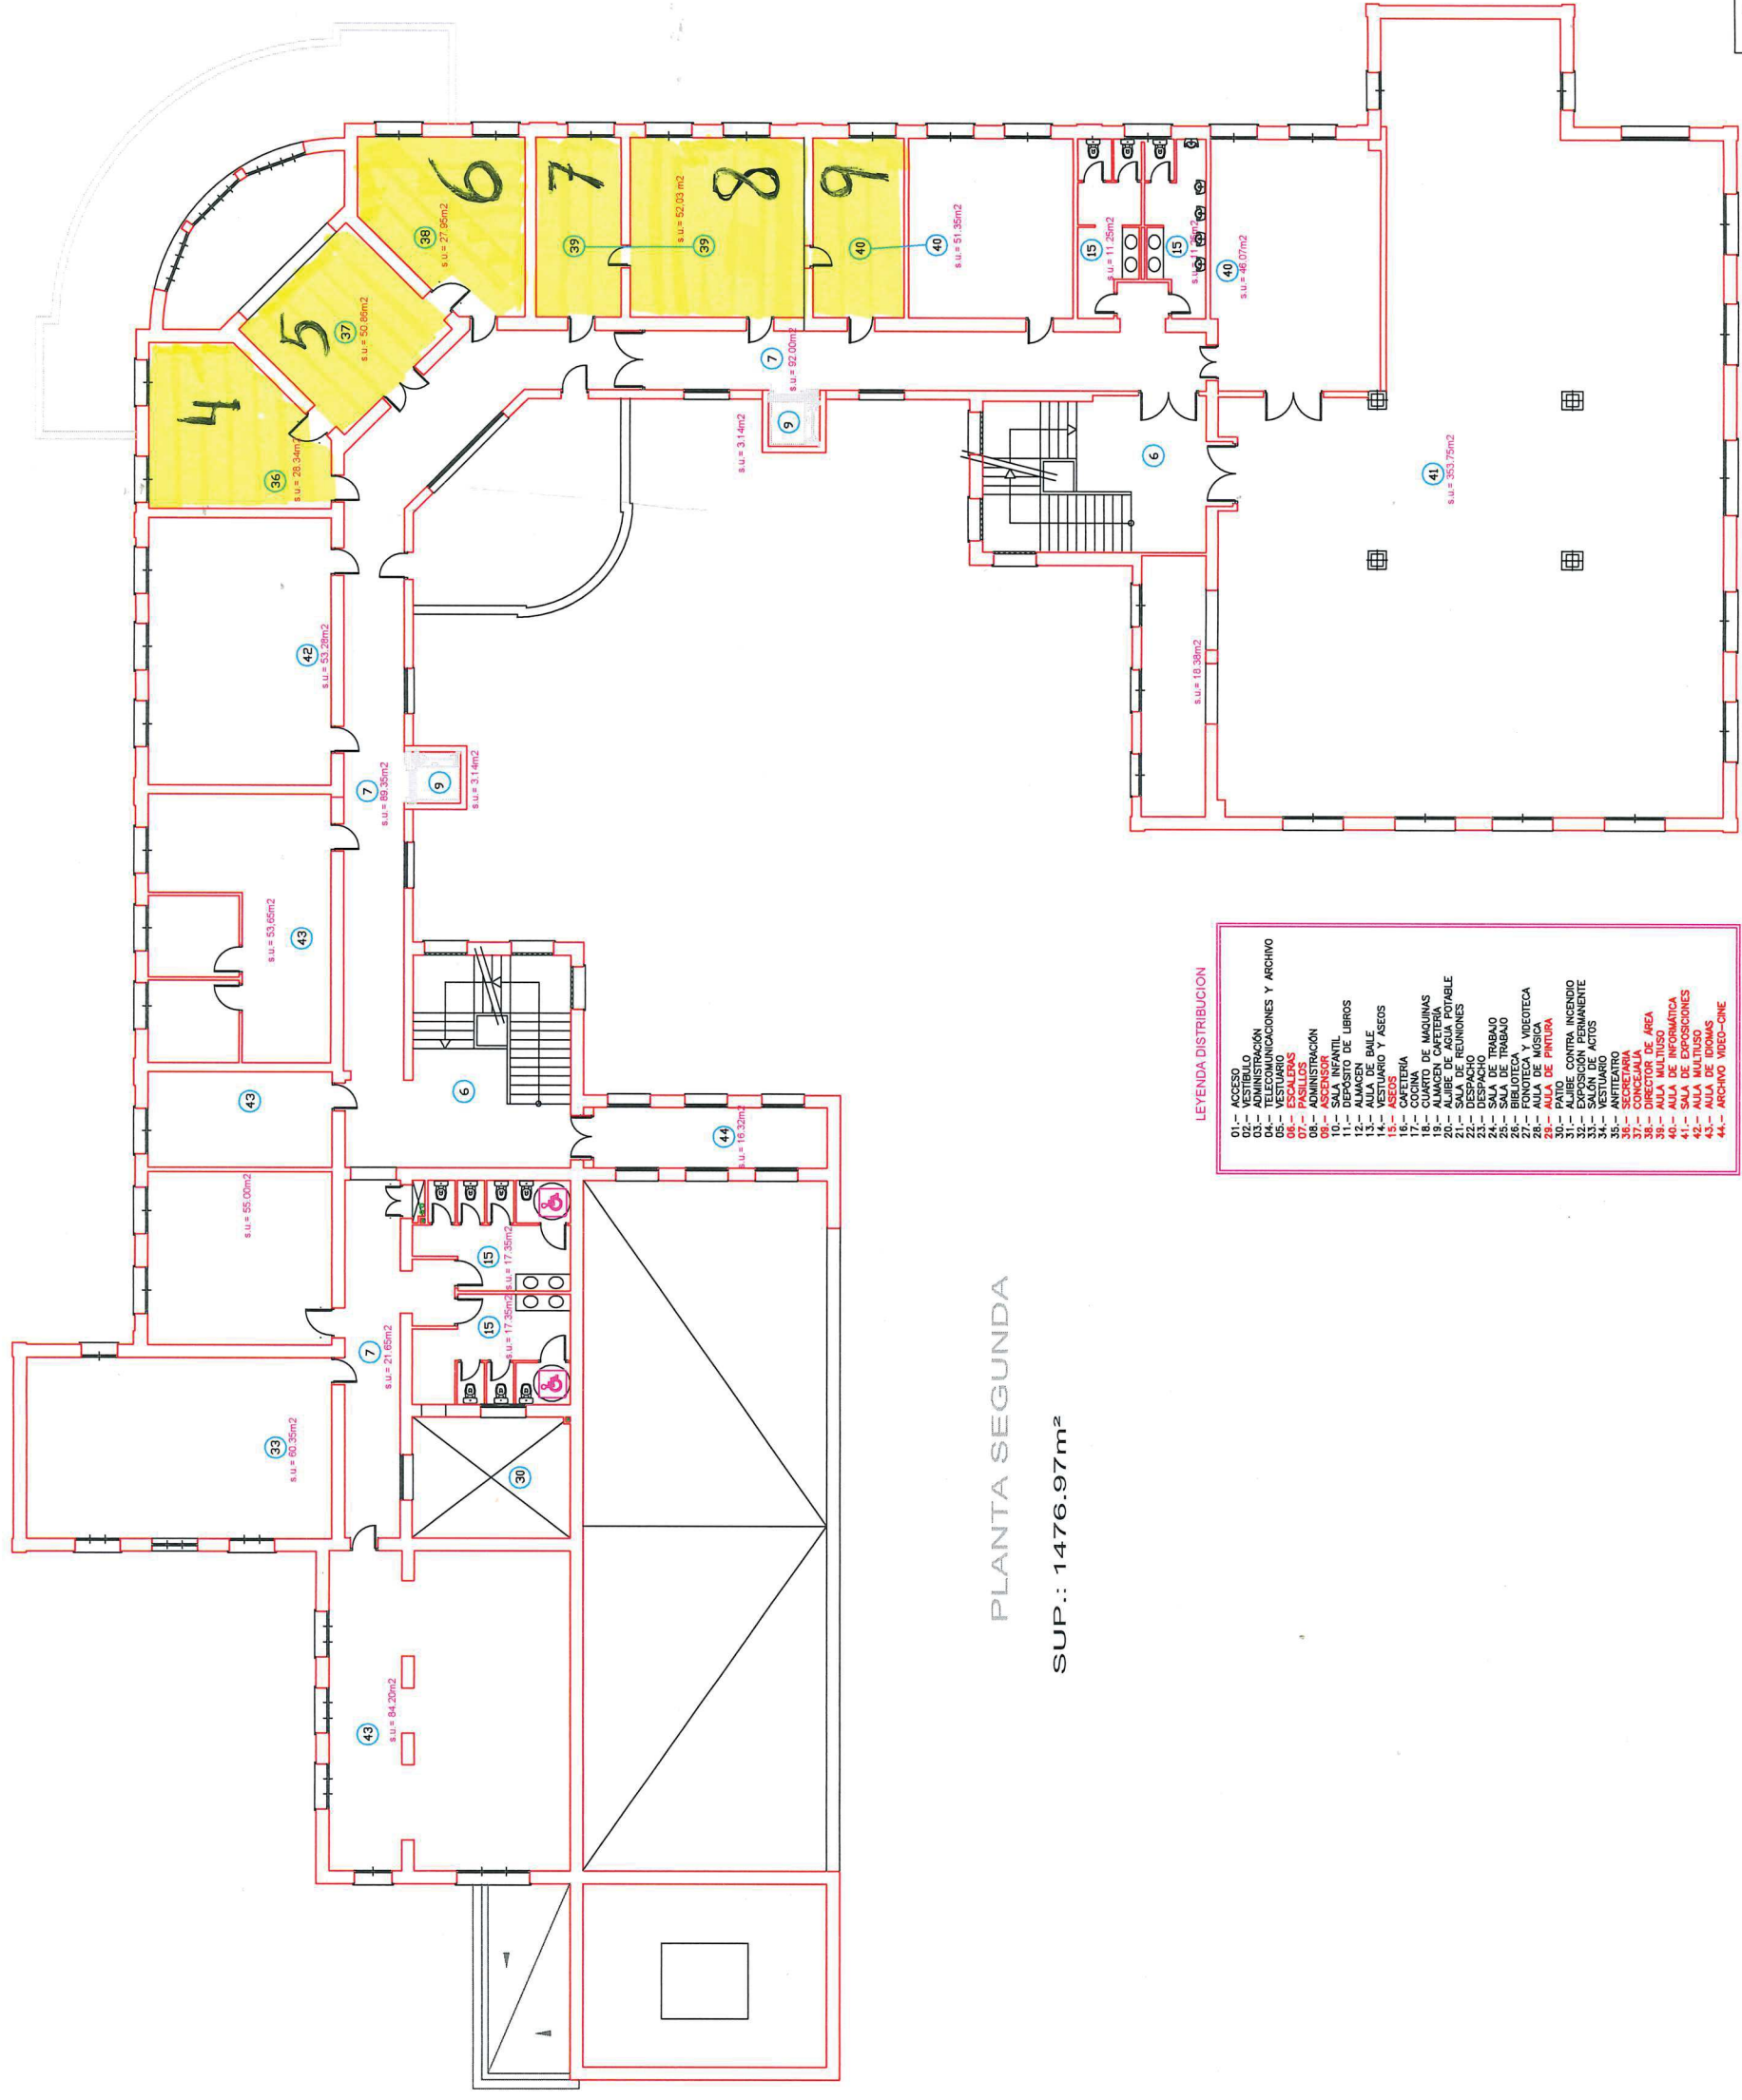 4
5
6
7
8
9
36
s.u.= 28.34m2
37
s.u.= 50.86m2
38
s.u.= 27.95m2
39
39
s.u.= 52,03 m2
40
40
s.u.= 51.35m2
15
s.u.= 11.25m2
15
40
s.u.= 46.07m2
33
s.u.= 60.35m2
s.u.= 55.00m2
43
43
s.u.= 53,65m2
42
s.u.= 53.28m2
43
s.u.= 84.20m2
7
s.u.= 21.65m2
7
s.u.= 89.35m2
9
s.u.= 3.14m2
7
s.u.= 92.00m2
9
s.u.= 3.14m2
6
15
s.u.= 17.35m2
15
s.u.= 17.35m2
30
44
s.u.= 16.32m2
6
s.u.= 18.38m2
41
s.u.= 353.75m2
PLANTA SEGUNDA
SUP.: 1476.97m²
LEYENDA DISTRIBUCION
01.- ACCESO
02.- VESTÍBULO
03.- ADMINISTRACIÓN
04.- TELECOMUNICACIONES Y ARCHIVO
05.- VESTUARIO
06.- ESCALERAS
07.- PASILLOS
08.- ADMINISTRACIÓN
09.- ASCENSOR
10.- SALA INFANTIL
11.- DEPÓSITO DE LIBROS
12.- ALMACEN
13.- AULA DE BAILE
14.- VESTUARIO Y ASEOS
15.- ASEOS
16.- CAFETERÍA
17.- COCINA
18.- CUARTO DE MAQUINAS
19.- ALMACEN CAFETERÍA
20.- ALJIBE DE AGUA POTABLE
21.- SALA DE REUNIONES
22.- DESPACHO
23.- DESPACHO
24.- SALA DE TRABAJO
25.- SALA DE TRABAJO
26.- BIBLIOTECA
27.- FONOTECA Y VIDEOTECA
28.- AULA DE MÓSICA
29.- AULA DE PINTURA
30.- PATIO
31.- ALJIBE CONTRA INCENDIO
32.- EXPOSICIÓN PERMANENTE
33.- SALÓN DE ACTOS
34.- VESTUARIO
35.- ANFITEATRO
36.- SECRETARIA
37.- CONCEJALÍA
38.- DIRECTOR DE ÁREA
39.- AULA MULTIUSO
40.- AULA DE INFORMÁTICA
41.- SALA DE EXPOSICIONES
42.- AULA MULTIUSO
43.- AULA DE IDIOMAS
44.- ARCHIVO VIDEO-CINE